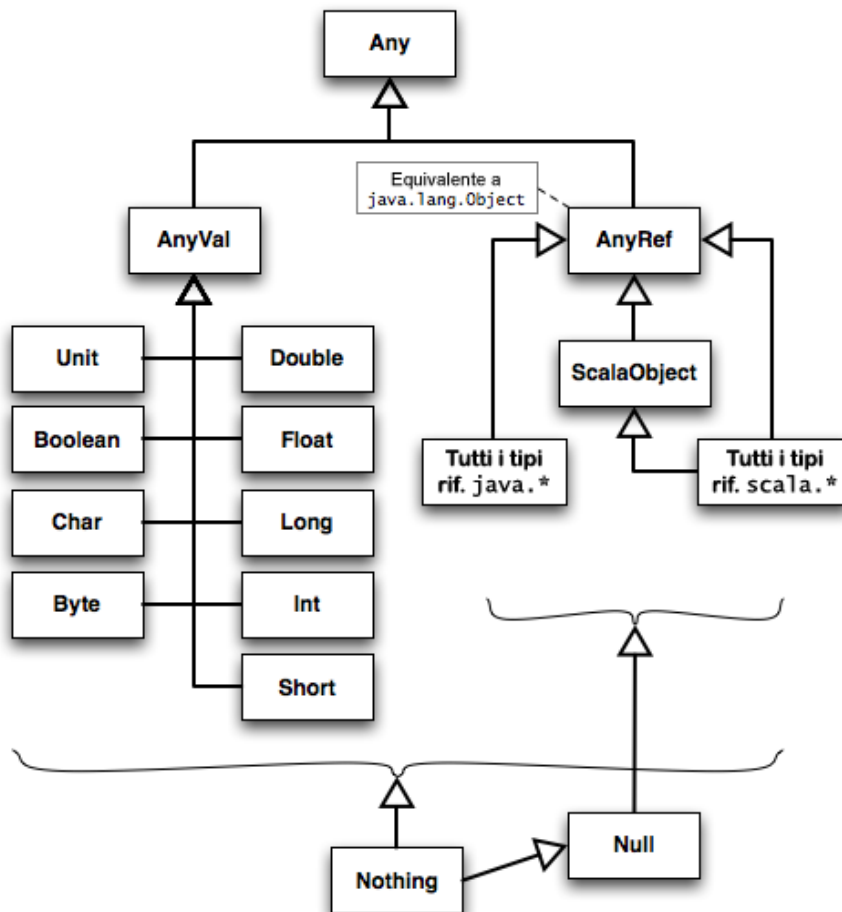 Any
Equivalente a
java.lang.Object
AnyVal
AnyRef
Unit
Double
ScalaObject
Boolean
Float
Tutti i tipi
rif. java.*
Tutti i tipi
rif. scala.*
Char
Long
Byte
Int
Short
Null
Nothing